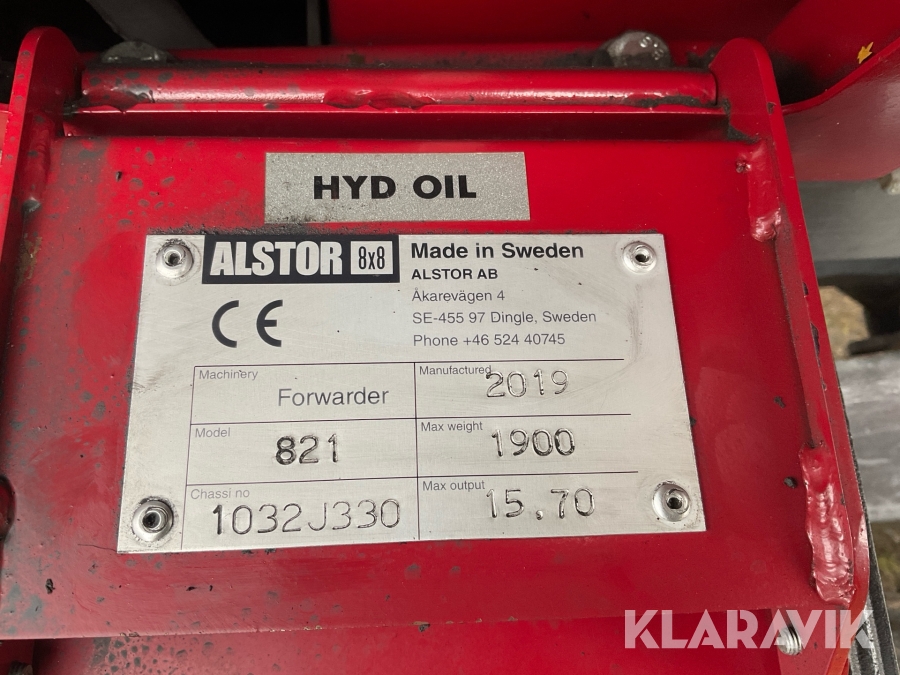 HYD OIL
ALSTOR 8x8
Made in Sweden
ALSTOR AB
Åkarevägen 4
SE-455 97 Dingle, Sweden
Phone +46 524 40745
CE
Machinery Forwarder
Manufactured 2019
Model 821
Max weight 1900
Chassi no 1032J330
Max output 15.70
KLARAVIK